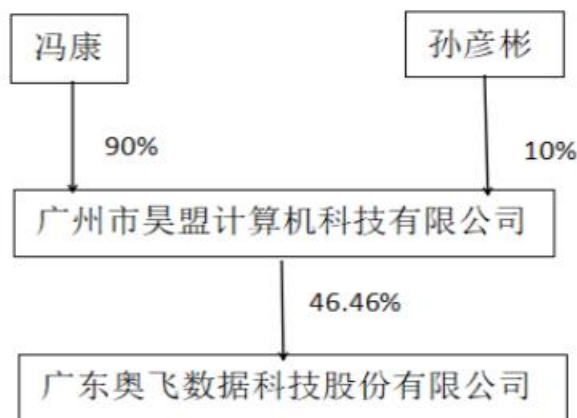 冯康
孙彦彬
90%
10%
广州市昊盟计算机科技有限公司
46.46%
广东奥飞数据科技股份有限公司